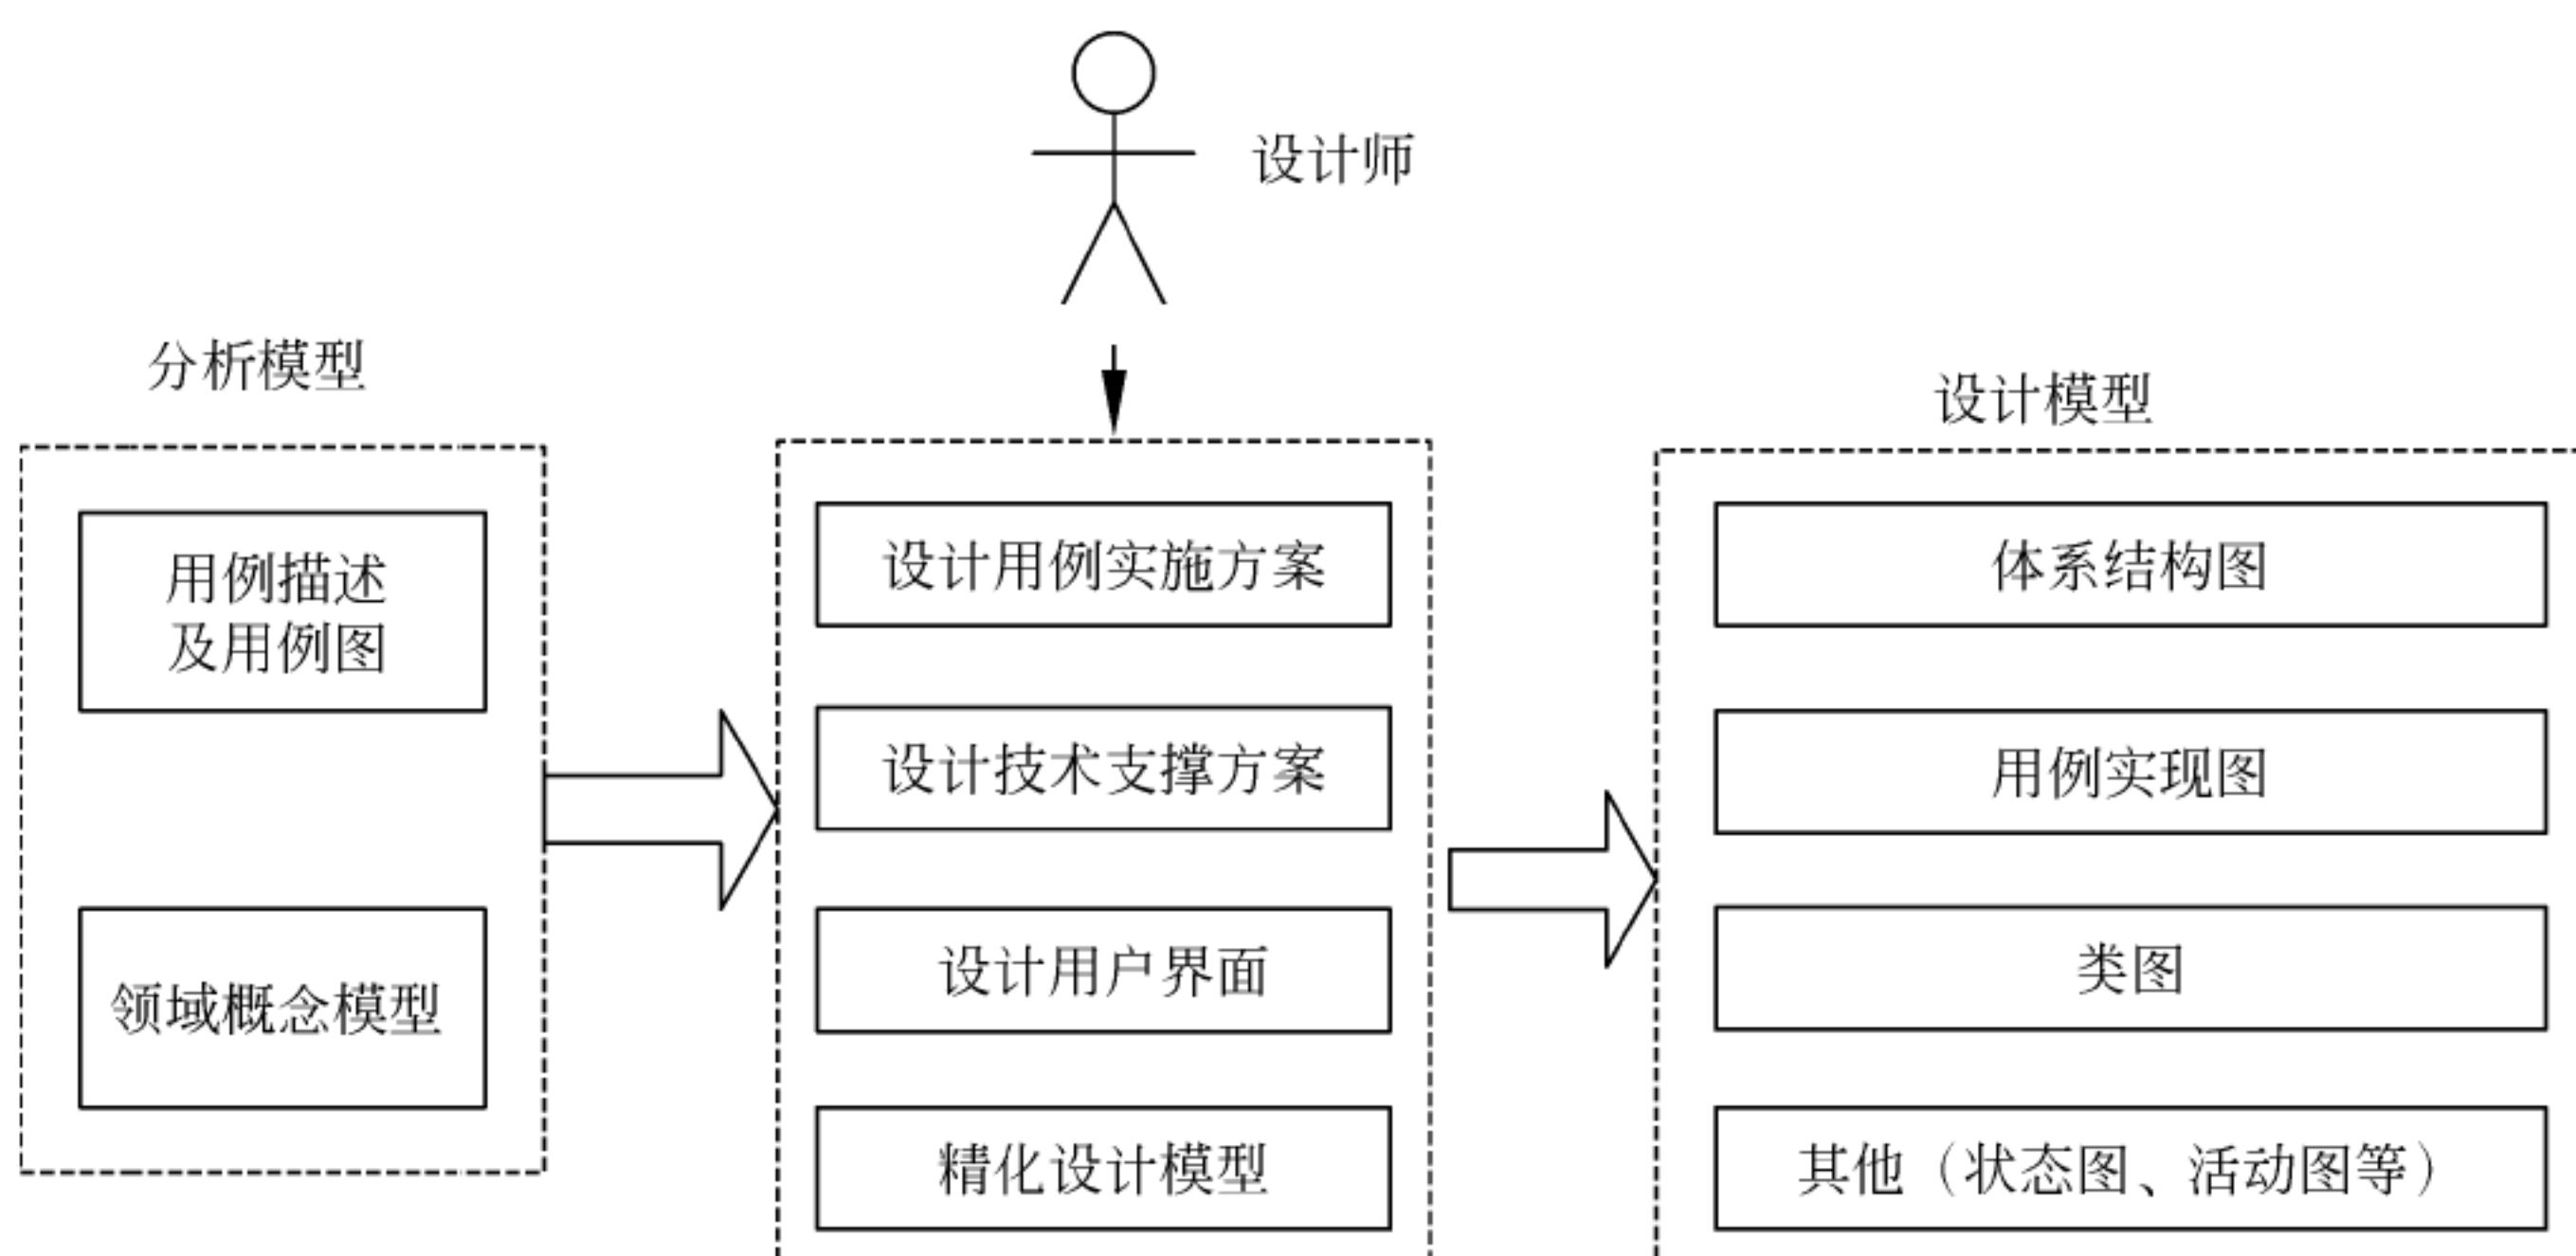 设计师
分析模型
用例描述
及用例图
领域概念模型
设计用例实施方案
设计技术支撑方案
设计用户界面
精化设计模型
设计模型
体系结构图
用例实现图
类图
其他（状态图、活动图等）